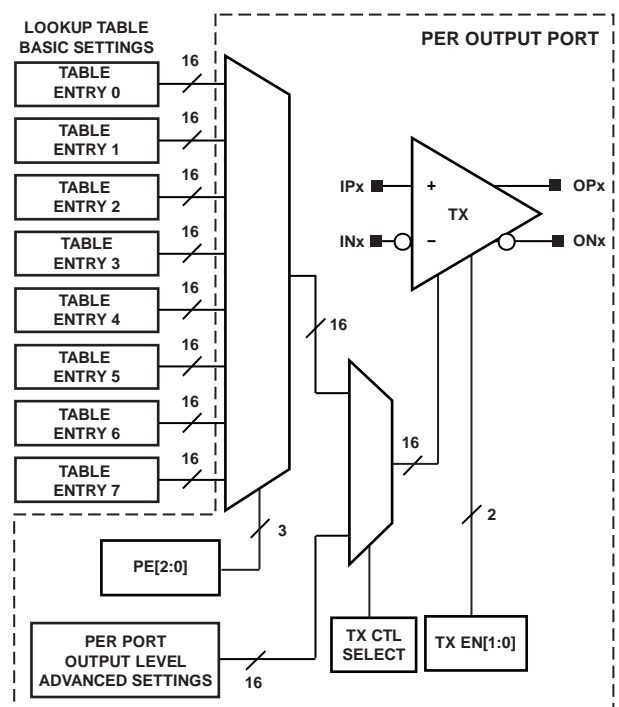 LOOKUP TABLE
BASIC SETTINGS
PER OUTPUT PORT
TABLE
ENTRY 0
16
TABLE
ENTRY 1
16
TABLE
ENTRY 2
16
TABLE
ENTRY 3
16
TABLE
ENTRY 4
16
TABLE
ENTRY 5
16
TABLE
ENTRY 6
16
TABLE
ENTRY 7
16
IPx
+
OPx
TX
INx
–
ONx
16
16
2
3
PE[2:0]
PER PORT
OUTPUT LEVEL
ADVANCED SETTINGS
16
TX CTL
SELECT
TX EN[1:0]